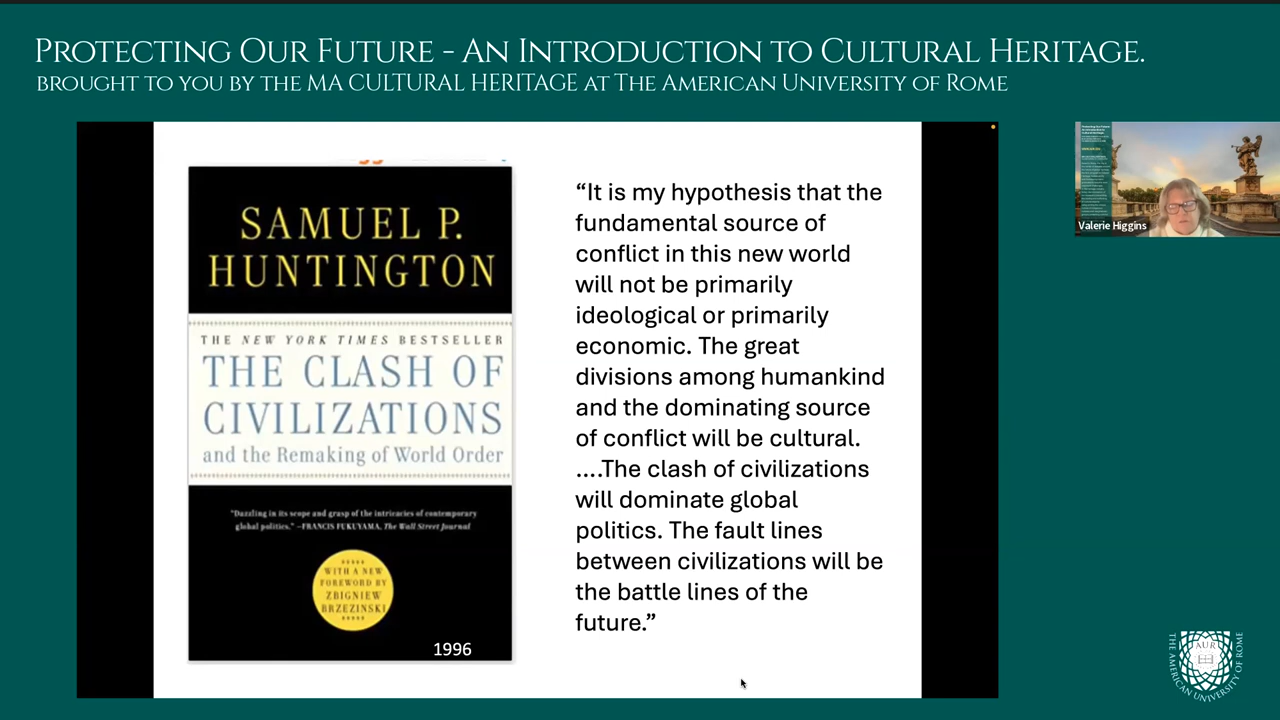 PROTECTING OUR FUTURE - AN INTRODUCTION TO CULTURAL HERITAGE.
BROUGHT TO YOU BY THE MA CULTURAL HERITAGE AT THE AMERICAN UNIVERSITY OF ROME
SAMUEL P.
HUNTINGTON
THE NEW YORK TIMES BESTSELLER
THE CLASH OF
CIVILIZATIONS
and the Remaking of World Order
"Dazzling in its scope and grasp of the intricacies of contemporary
global politics." —FRANCIS FUKUYAMA, The Wall Street Journal
WITH A NEW
FOREWORD BY
ZBIGNIEW
BRZEZINSKI
1996
“It is my hypothesis that the
fundamental source of
conflict in this new world
will not be primarily
ideological or primarily
economic. The great
divisions among humankind
and the dominating source
of conflict will be cultural.
....The clash of civilizations
will dominate global
politics. The fault lines
between civilizations will be
the battle lines of the
future.”
Valerie Higgins
AUR
THE AMERICAN UNIVERSITY OF ROME